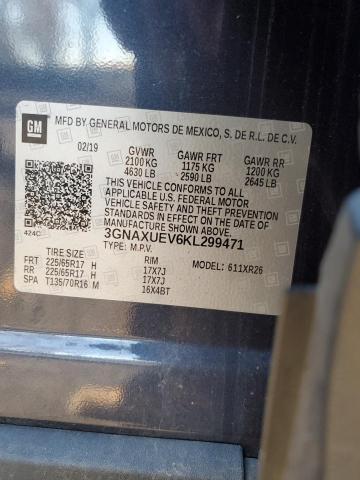 GM
MFD BY GENERAL MOTORS DE MEXICO, S. DE R.L. DE C.V.
02/19 GVWR GAWR FRT GAWR RR
2100 KG 1175 KG 1200 KG
4630 LB 2590 LB 2645 LB
THIS VEHICLE CONFORMS TO ALL APPLICABLE
U.S. FEDERAL MOTOR VEHICLE SAFETY
STANDARDS IN EFFECT ON THE DATE OF
MANUFACTURE SHOWN ABOVE.
424C 3GNAXUEV6KL299471
TYPE: M.P.V. MODEL: 611XR26
TIRE SIZE RIM
FRT 225/65R17 H 17X7J
RR 225/65R17 H 17X7J
SPA T135/70R16 M 16X4BT